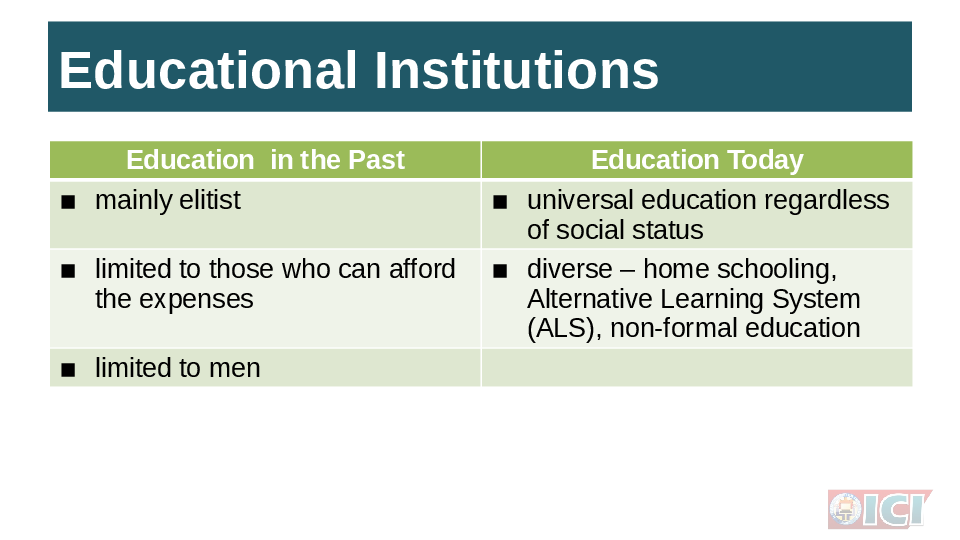 Educational Institutions
Education  in the Past
Education Today
■ mainly elitist
■ universal education regardless
of social status
■ limited to those who can afford
the expenses
■ diverse – home schooling,
Alternative Learning System
(ALS), non-formal education
■ limited to men
ICI